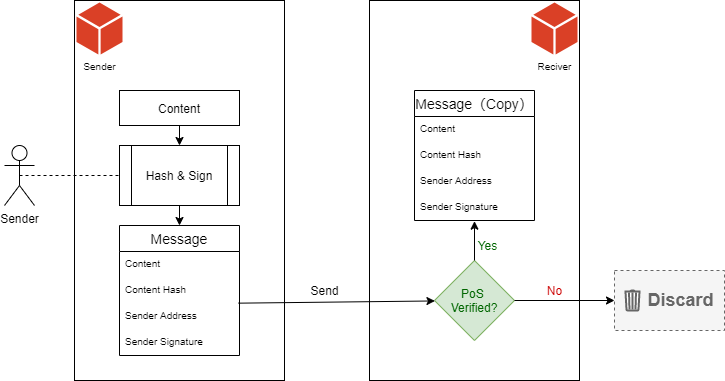 Sender
Content
Hash & Sign
Sender
Message
Content
Content Hash
Sender Address
Sender Signature
Send
Reciver
Message（Copy）
Content
Content Hash
Sender Address
Sender Signature
Yes
PoS
Verified?
No
Discard